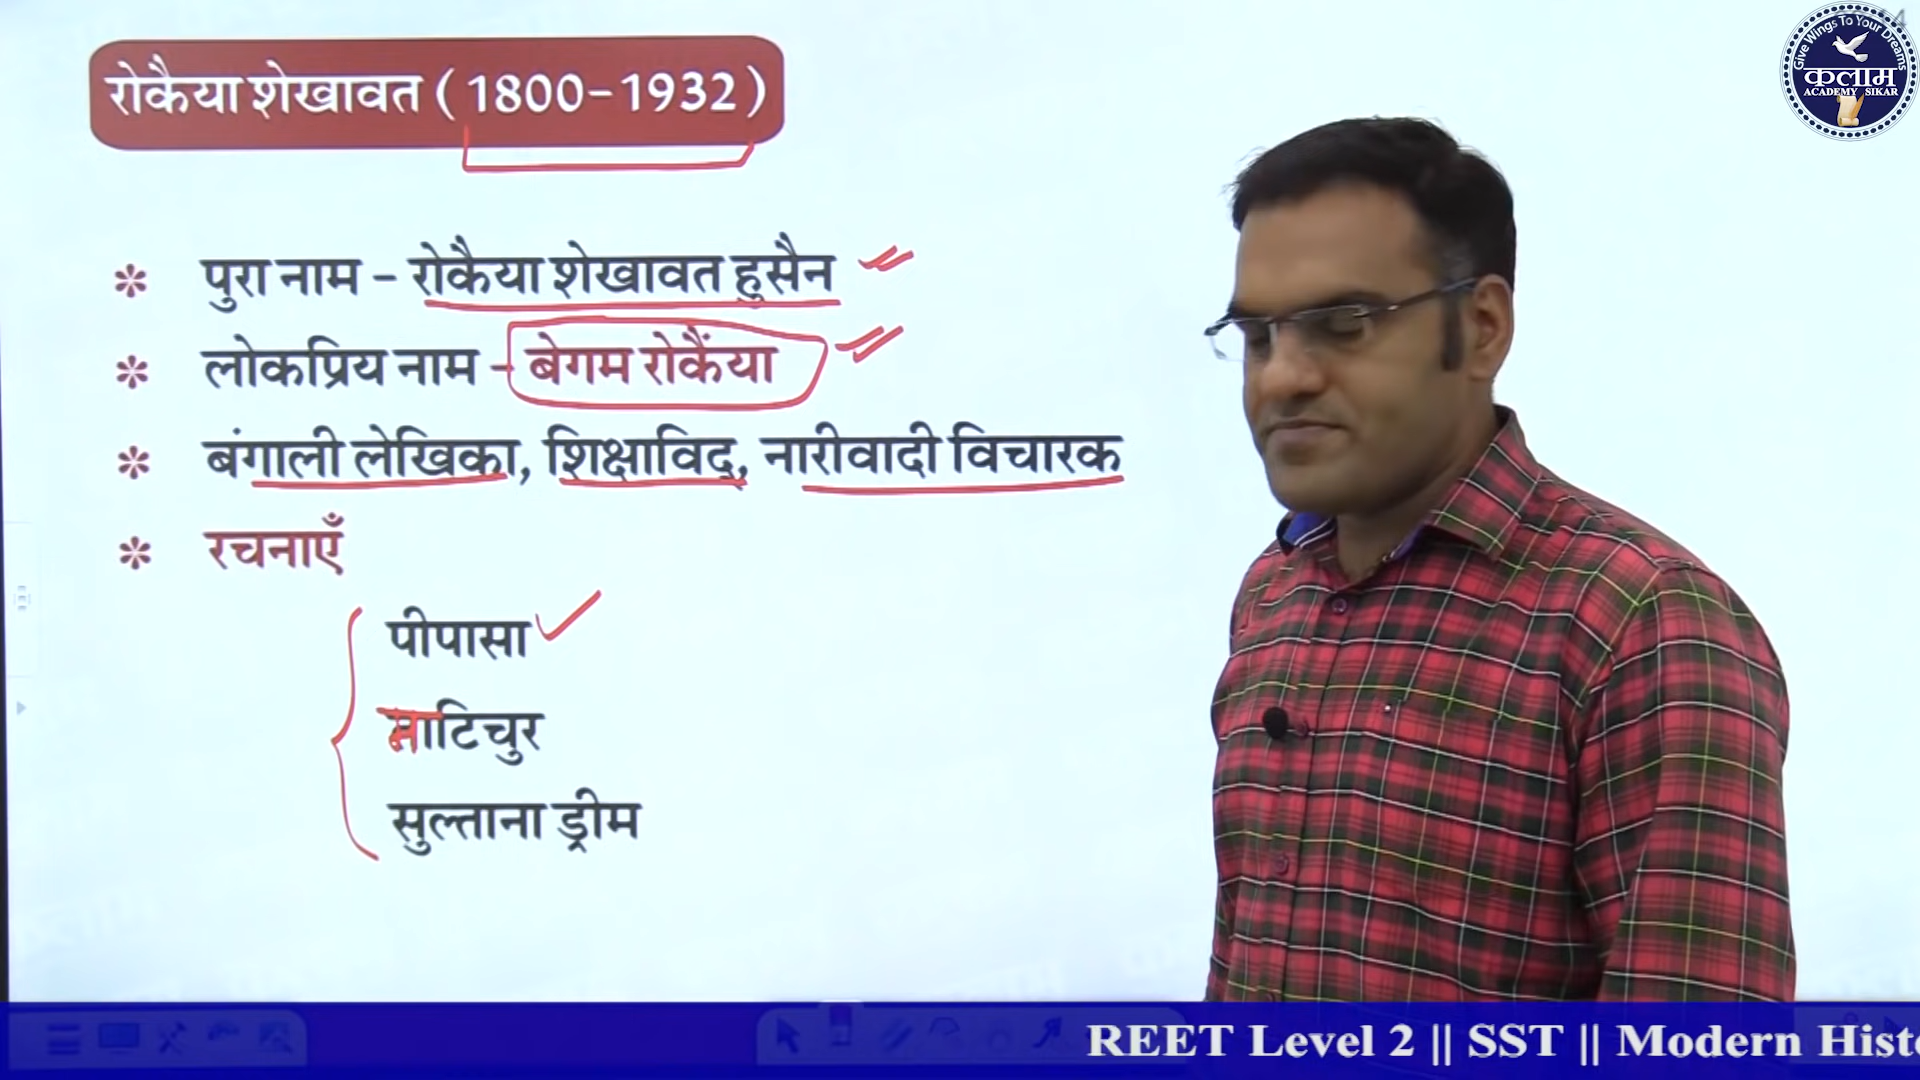 Give Wings To Your Dreams
कलाम
ACADEMY SIKAR
रोकैया शेखावत ( 1800-1932 )
* पुरा नाम - रोकैया शेखावत हुसैन
* लोकप्रिय नाम - बेगम रोकैंया
* बंगाली लेखिका, शिक्षाविद्, नारीवादी विचारक
* रचनाएँ
पीपासा
माटिचुर
सुल्ताना ड्रीम
REET Level 2 || SST || Modern Histo